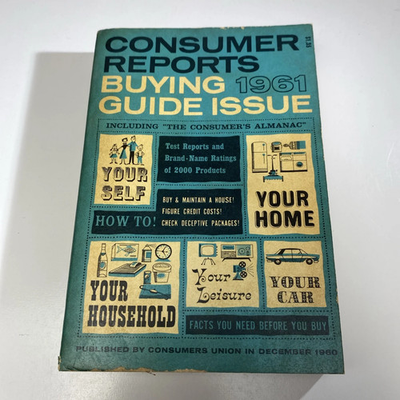 CONSUMER
REPORTS
BUYING 1961
GUIDE ISSUE
INCLUDING "THE CONSUMER'S ALMANAC"
YOUR
SELF
Test Reports and
Brand-Name Ratings
of 2000 Products
YOUR
HOME
HOW TO!
BUY & MAINTAIN A HOUSE!
FIGURE CREDIT COSTS!
CHECK DECEPTIVE PACKAGES!
YOUR
HOUSEHOLD
Your
Leisure
YOUR
CAR
FACTS YOU NEED BEFORE YOU BUY
PUBLISHED BY CONSUMERS UNION IN DECEMBER 1960